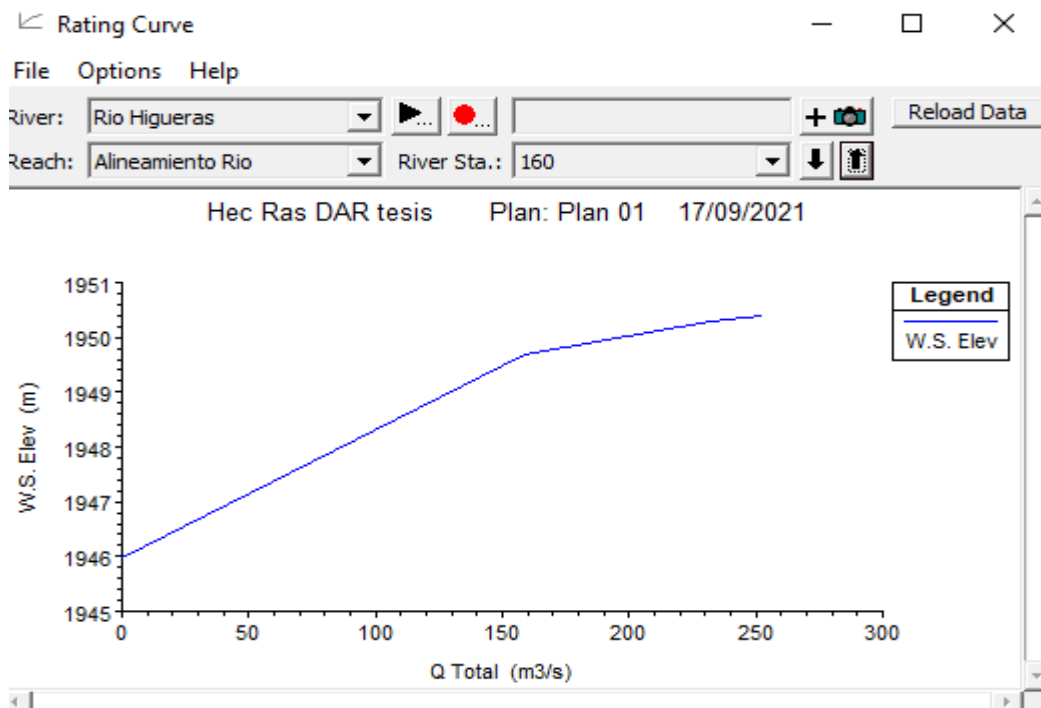 Rating Curve
File Options Help
River: Rio Higueras ... ... + Reload Data
Reach: Alineamiento Rio River Sta.: 160
Hec Ras DAR tesis Plan: Plan 01 17/09/2021
1951
1950
1949
1948
1947
1946
1945
W.S. Elev (m)
0 50 100 150 200 250 300
Q Total (m3/s)
Legend
W.S. Elev